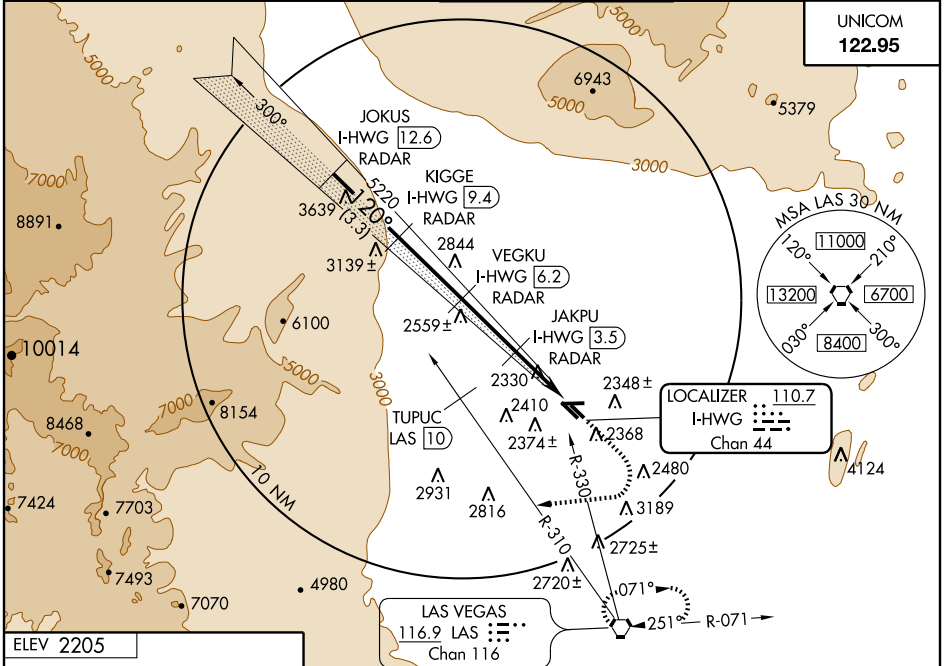 UNICOM
122.95
5000
6943
5000
5379
3000
300°
JOKUS
I-HWG 12.6
RADAR
7000
8891
5220
120°
3639
(3.3)
KIGGE
I-HWG 9.4
RADAR
3139±
2844
VEGKU
I-HWG 6.2
RADAR
2559±
6100
JAKPU
I-HWG 3.5
RADAR
MSA LAS 30 NM
120°
11000
210°
13200
6700
030°
8400
300°
10014
5000
3000
2330
2348±
TUPUC
LAS 10
2410
2374±
2368
LOCALIZER 110.7
I-HWG
Chan 44
7000
8154
8468
7000
R-330
2480
4124
10 NM
2931
2816
3189
7424
7703
R-310
2725±
2720±
7493
4980
7070
071°
251°
R-071
LAS VEGAS
116.9 LAS
Chan 116
ELEV 2205